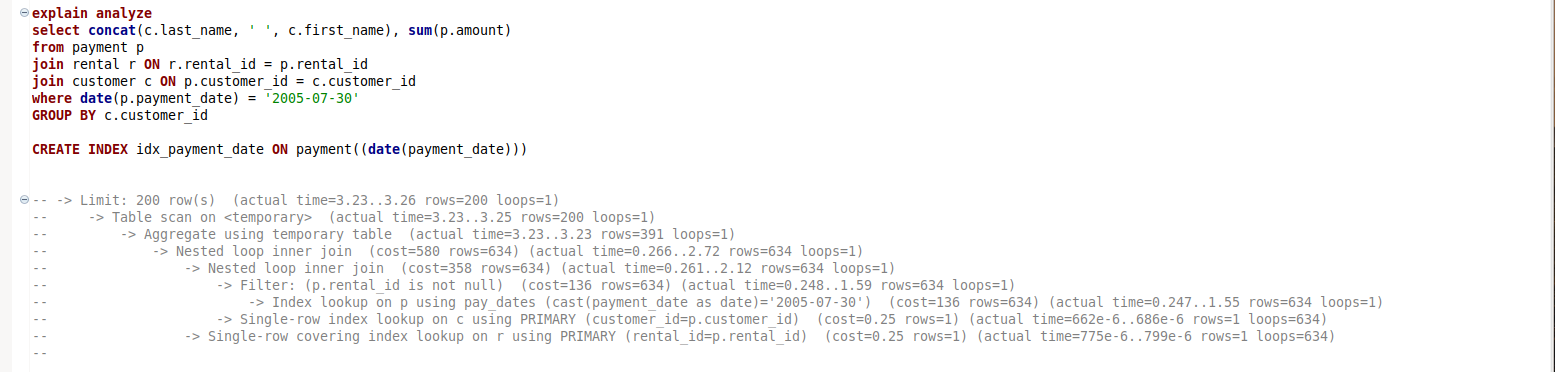 explain analyze
select concat(c.last_name, ' ', c.first_name), sum(p.amount)
from payment p
join rental r ON r.rental_id = p.rental_id
join customer c ON p.customer_id = c.customer_id
where date(p.payment_date) = '2005-07-30'
GROUP BY c.customer_id
CREATE INDEX idx_payment_date ON payment((date(payment_date)))
-- -> Limit: 200 row(s)  (actual time=3.23..3.26 rows=200 loops=1)
--     -> Table scan on <temporary>  (actual time=3.23..3.25 rows=200 loops=1)
--         -> Aggregate using temporary table  (actual time=3.23..3.23 rows=391 loops=1)
--             -> Nested loop inner join  (cost=580 rows=634) (actual time=0.266..2.72 rows=634 loops=1)
--                 -> Nested loop inner join  (cost=358 rows=634) (actual time=0.261..2.12 rows=634 loops=1)
--                     -> Filter: (p.rental_id is not null)  (cost=136 rows=634) (actual time=0.248..1.59 rows=634 loops=1)
--                         -> Index lookup on p using pay_dates (cast(payment_date as date)='2005-07-30')  (cost=136 rows=634) (actual time=0.247..1.55 rows=634 loops=1)
--                     -> Single-row index lookup on c using PRIMARY (customer_id=p.customer_id)  (cost=0.25 rows=1) (actual time=662e-6..686e-6 rows=1 loops=634)
--                 -> Single-row covering index lookup on r using PRIMARY (rental_id=p.rental_id)  (cost=0.25 rows=1) (actual time=775e-6..799e-6 rows=1 loops=634)
--